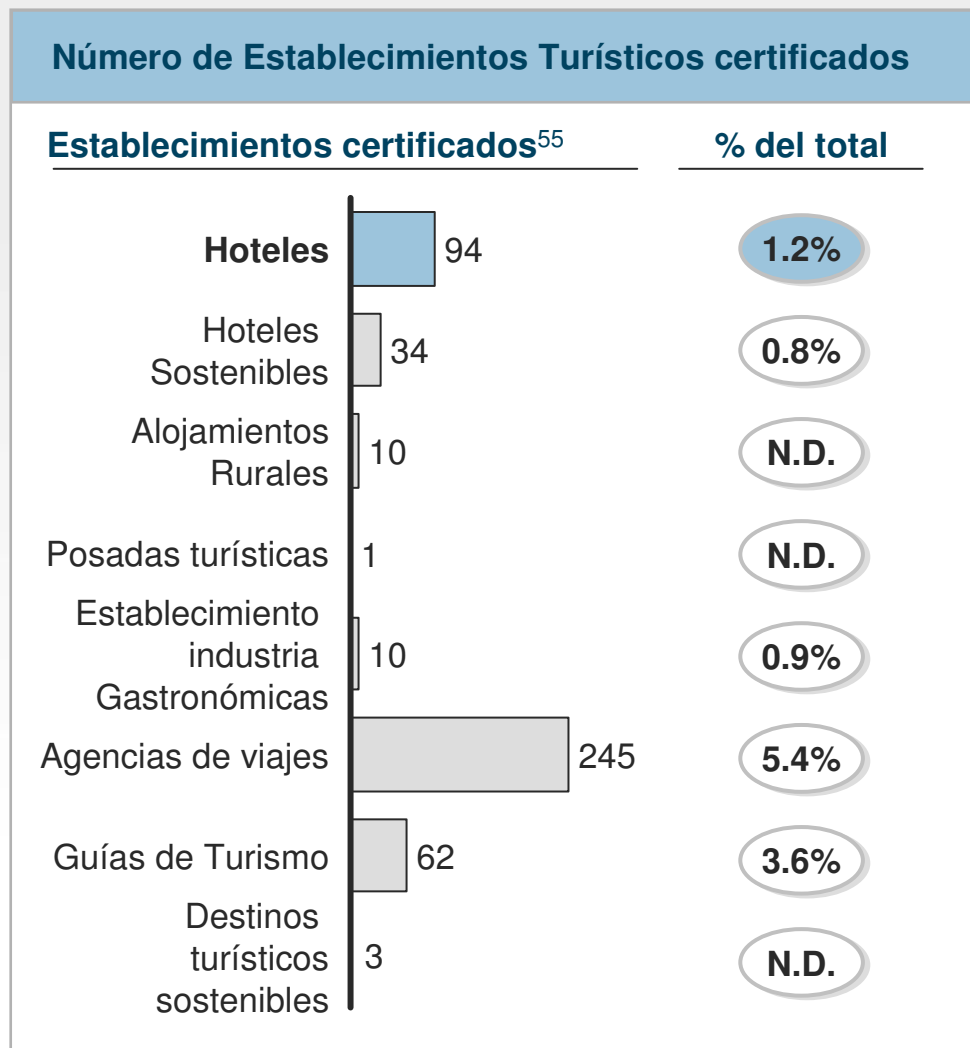 Número de Establecimientos Turísticos certificados
Establecimientos certificados55
% del total
Hoteles
94
1.2%
Hoteles
Sostenibles
34
0.8%
Alojamientos
Rurales
10
N.D.
Posadas turísticas
1
N.D.
Establecimiento
industria
Gastronómicas
10
0.9%
Agencias de viajes
245
5.4%
Guías de Turismo
62
3.6%
Destinos
turísticos
sostenibles
3
N.D.